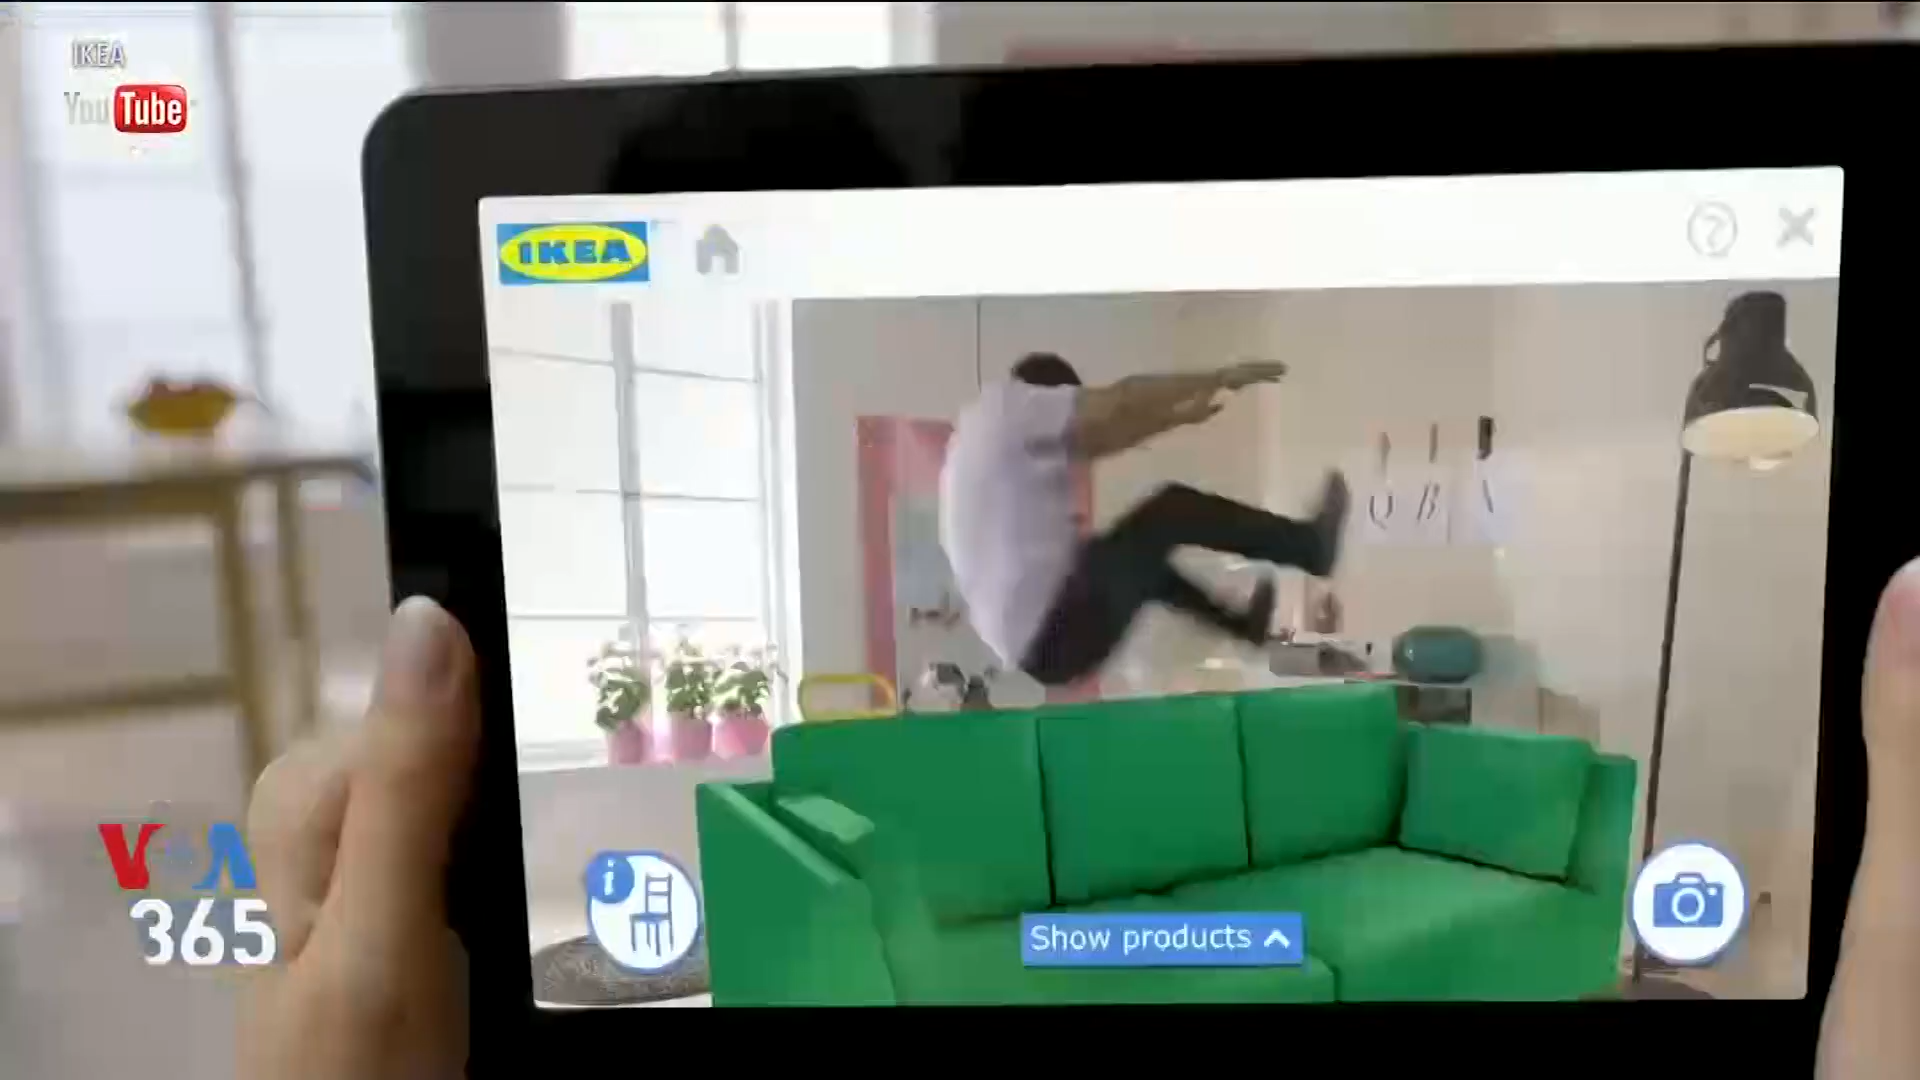 IKEA
YouTube
IKEA
?
Q B A
i
Show products
VOA
365